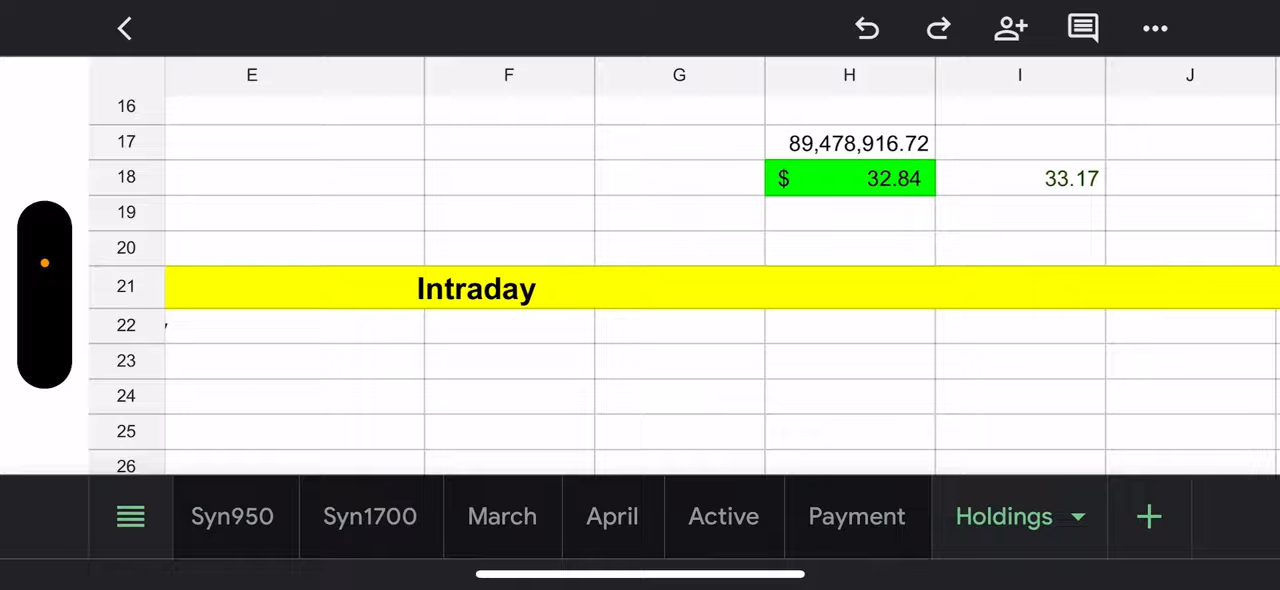 E F G H I J
16
17 89,478,916.72
18 $ 32.84 33.17
19
20
21 Intraday
22
23
24
25
26
Syn950 Syn1700 March April Active Payment Holdings